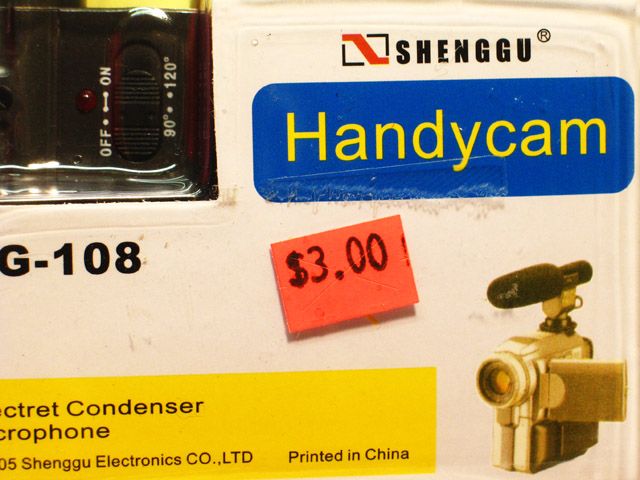 OFF ON
90° 120°
SHENGGU®
Handycam
G-108
$3.00
ectret Condenser
crophone
05 Shenggu Electronics CO.,LTD Printed in China